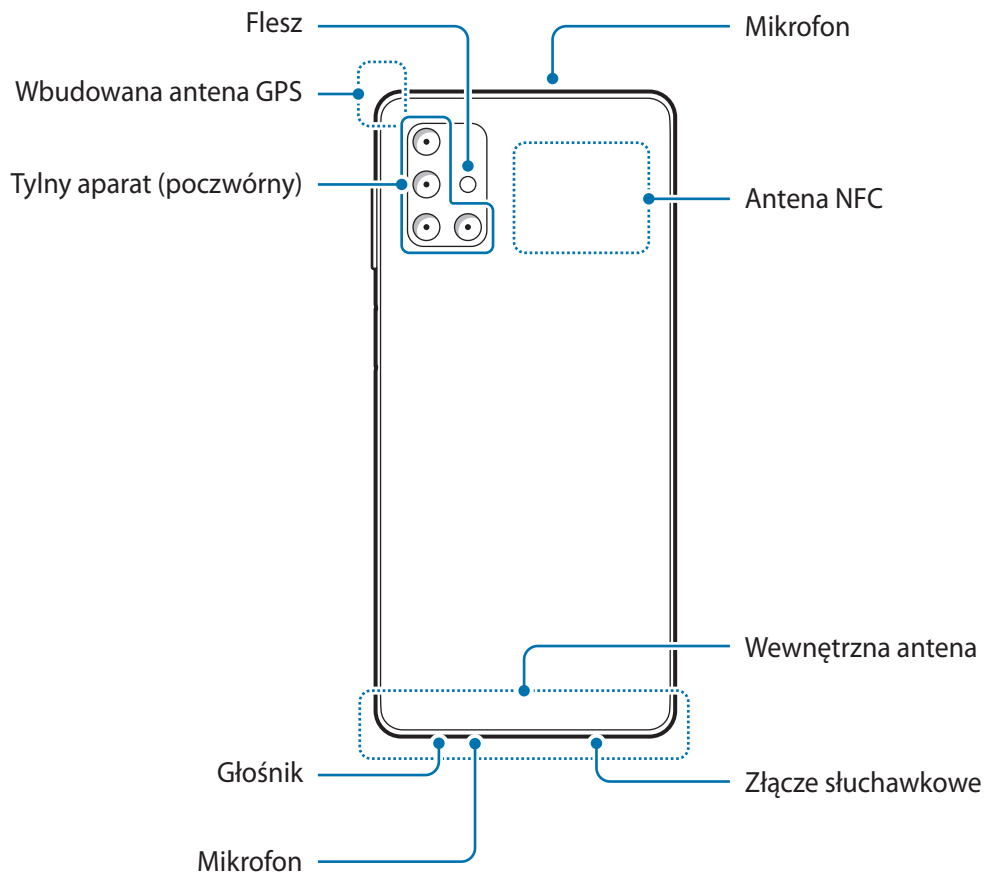 Flesz
Mikrofon
Wbudowana antena GPS
Tylny aparat (poczwórny)
Antena NFC
Wewnętrzna antena
Głośnik
Złącze słuchawkowe
Mikrofon